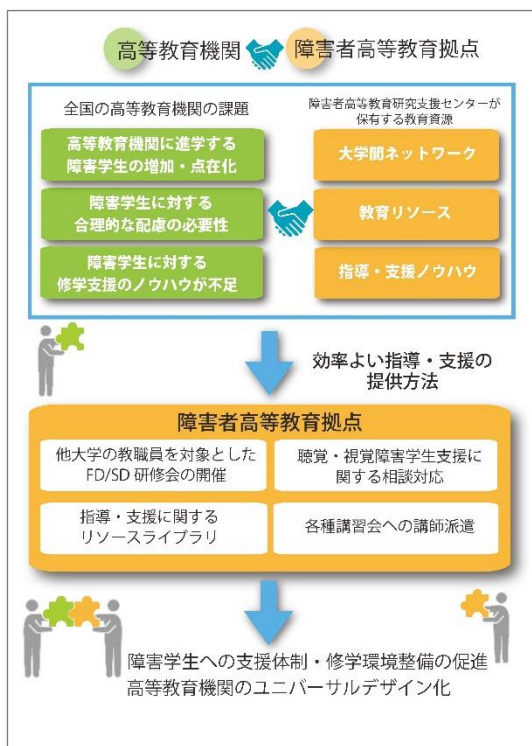 高等教育機関
障害者高等教育拠点
全国の高等教育機関の課題
高等教育機関に進学する
障害学生の増加・点在化
障害学生に対する
合理的な配慮の必要性
障害学生に対する
修学支援のノウハウが不足
障害者高等教育研究支援センターが
保有する教育資源
大学間ネットワーク
教育リソース
指導・支援ノウハウ
効率よい指導・支援の
提供方法
障害者高等教育拠点
他大学の教職員を対象とした
FD/SD 研修会の開催
聴覚・視覚障害学生支援に
関する相談対応
指導・支援に関する
リソースライブラリ
各種講習会への講師派遣
障害学生への支援体制・修学環境整備の促進
高等教育機関のユニバーサルデザイン化